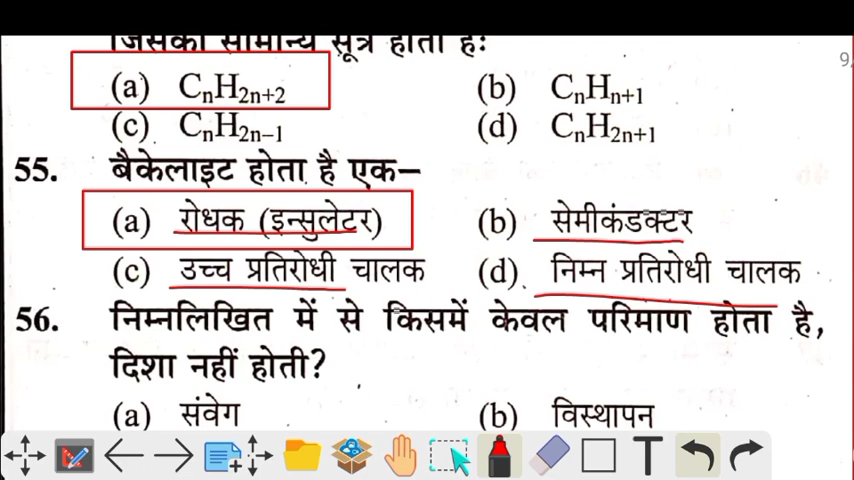 जिसका सामान्य सूत्र होता है:
(a) CnH2n+2 (b) CnHn+1
(c) CnH2n−1 (d) CnH2n+1
55. बैकेलाइट होता है एक–
(a) रोधक (इन्सुलेटर) (b) सेमीकंडक्टर
(c) उच्च प्रतिरोधी चालक (d) निम्न प्रतिरोधी चालक
56. निम्नलिखित में से किसमें केवल परिमाण होता है,
दिशा नहीं होती?
(a) संवेग (b) विस्थापन